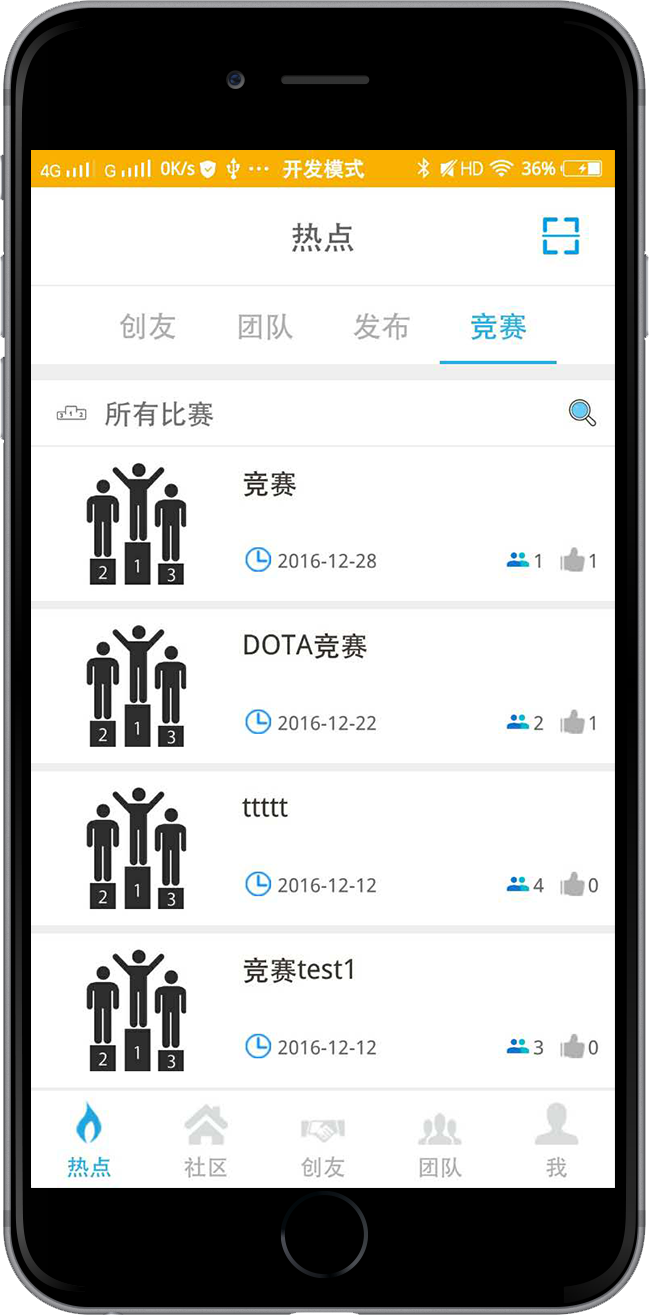 4G G 0K/s 开发模式 HD 36%
热点
创友 团队 发布 竞赛
3 1 2 所有比赛
竞赛
2 1 3
2016-12-28 1 1
DOTA竞赛
2 1 3
2016-12-22 2 1
ttttt
2 1 3
2016-12-12 4 0
竞赛test1
2 1 3
2016-12-12 3 0
热点 社区 创友 团队 我